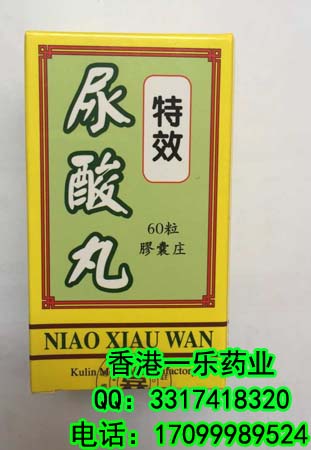 特效
尿酸丸
60粒
膠囊庄
NIAO XIAU WAN
Kulin
香港一乐药业
QQ：3317418320
电话：17099989524